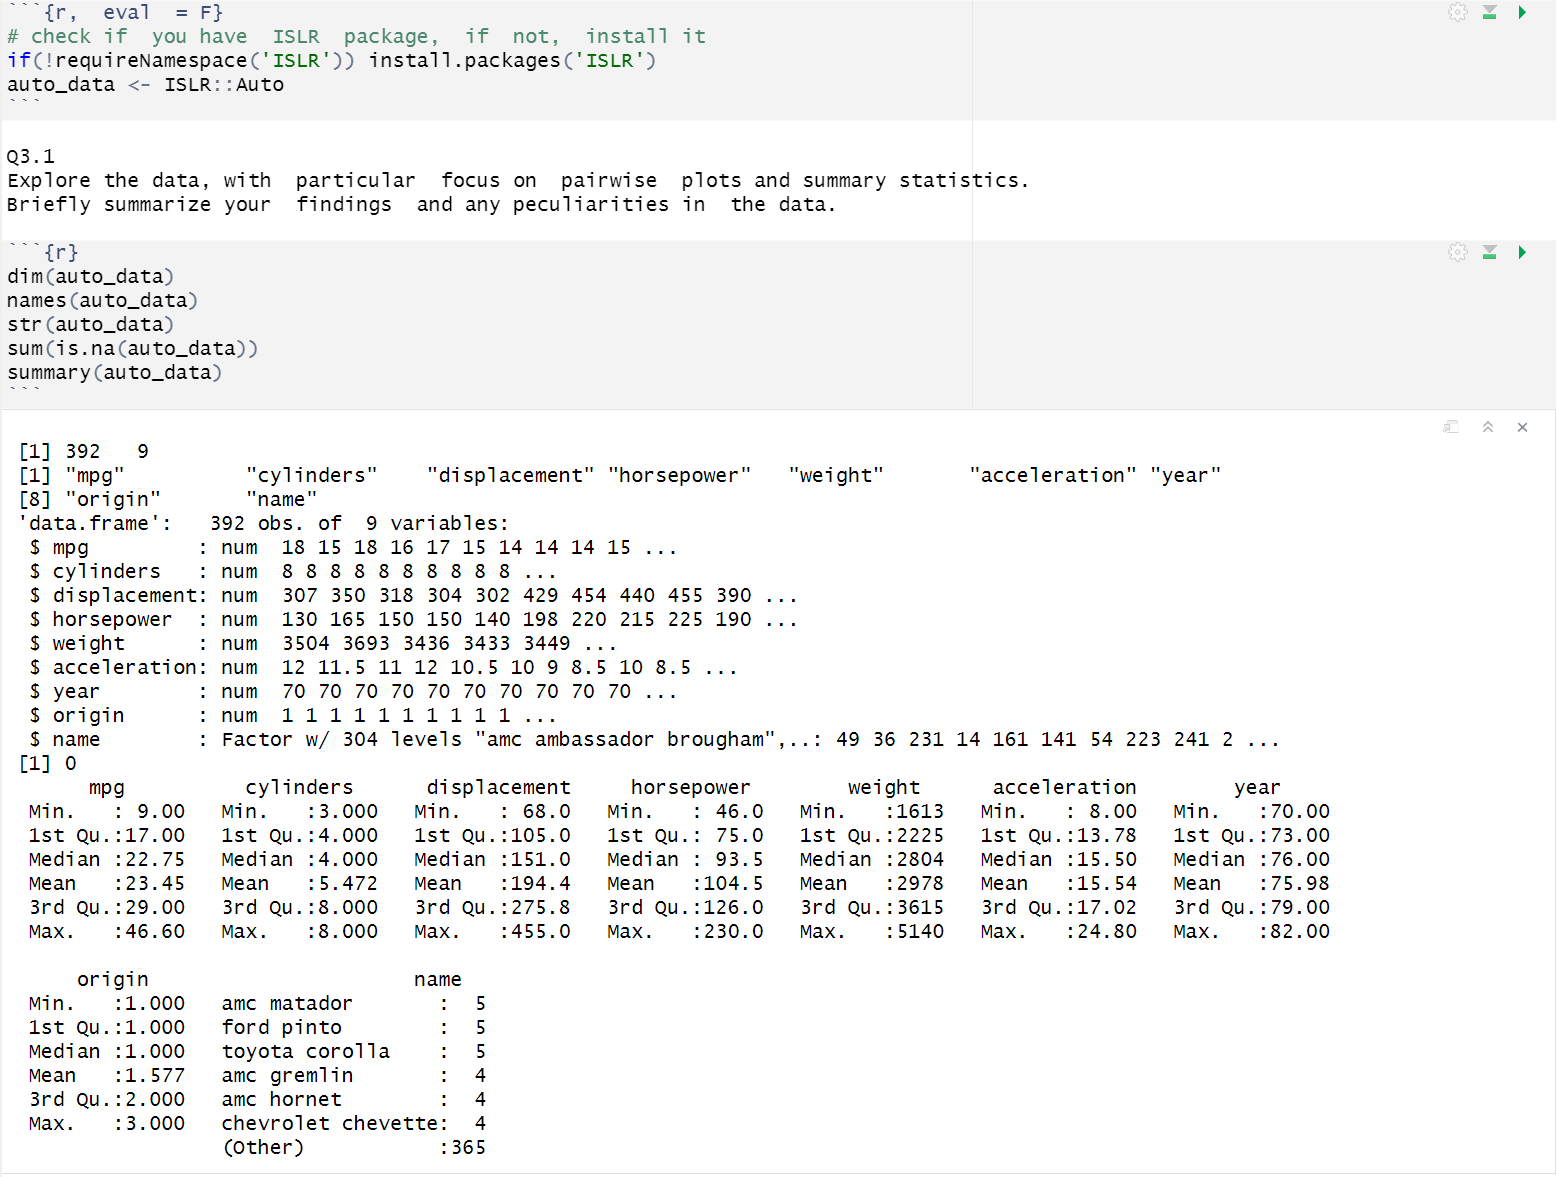 ```{r, eval = F}
# check if you have ISLR package, if not, install it
if(!requireNamespace('ISLR')) install.packages('ISLR')
auto_data <- ISLR::Auto
```
Q3.1
Explore the data, with particular focus on pairwise plots and summary statistics.
Briefly summarize your findings and any peculiarities in the data.
```{r}
dim(auto_data)
names(auto_data)
str(auto_data)
sum(is.na(auto_data))
summary(auto_data)
```
[1] 392   9
[1] "mpg"          "cylinders"    "displacement" "horsepower"   "weight"       "acceleration" "year"
[8] "origin"       "name"
'data.frame':   392 obs. of  9 variables:
 $ mpg         : num  18 15 18 16 17 15 14 14 14 15 ...
 $ cylinders   : num  8 8 8 8 8 8 8 8 8 8 ...
 $ displacement: num  307 350 318 304 302 429 454 440 455 390 ...
 $ horsepower  : num  130 165 150 150 140 198 220 215 225 190 ...
 $ weight      : num  3504 3693 3436 3433 3449 ...
 $ acceleration: num  12 11.5 11 12 10.5 10 9 8.5 10 8.5 ...
 $ year        : num  70 70 70 70 70 70 70 70 70 70 ...
 $ origin      : num  1 1 1 1 1 1 1 1 1 1 ...
 $ name        : Factor w/ 304 levels "amc ambassador brougham",..: 49 36 231 14 161 141 54 223 241 2 ...
[1] 0
      mpg          cylinders      displacement     horsepower        weight      acceleration        year
 Min.   : 9.00   Min.   :3.000   Min.   : 68.0   Min.   : 46.0   Min.   :1613   Min.   : 8.00   Min.   :70.00
 1st Qu.:17.00   1st Qu.:4.000   1st Qu.:105.0   1st Qu.: 75.0   1st Qu.:2225   1st Qu.:13.78   1st Qu.:73.00
 Median :22.75   Median :4.000   Median :151.0   Median : 93.5   Median :2804   Median :15.50   Median :76.00
 Mean   :23.45   Mean   :5.472   Mean   :194.4   Mean   :104.5   Mean   :2978   Mean   :15.54   Mean   :75.98
 3rd Qu.:29.00   3rd Qu.:8.000   3rd Qu.:275.8   3rd Qu.:126.0   3rd Qu.:3615   3rd Qu.:17.02   3rd Qu.:79.00
 Max.   :46.60   Max.   :8.000   Max.   :455.0   Max.   :230.0   Max.   :5140   Max.   :24.80   Max.   :82.00
     origin                      name
 Min.   :1.000   amc matador       :  5
 1st Qu.:1.000   ford pinto        :  5
 Median :1.000   toyota corolla    :  5
 Mean   :1.577   amc gremlin       :  4
 3rd Qu.:2.000   amc hornet        :  4
 Max.   :3.000   chevrolet chevette:  4
                 (Other)           :365